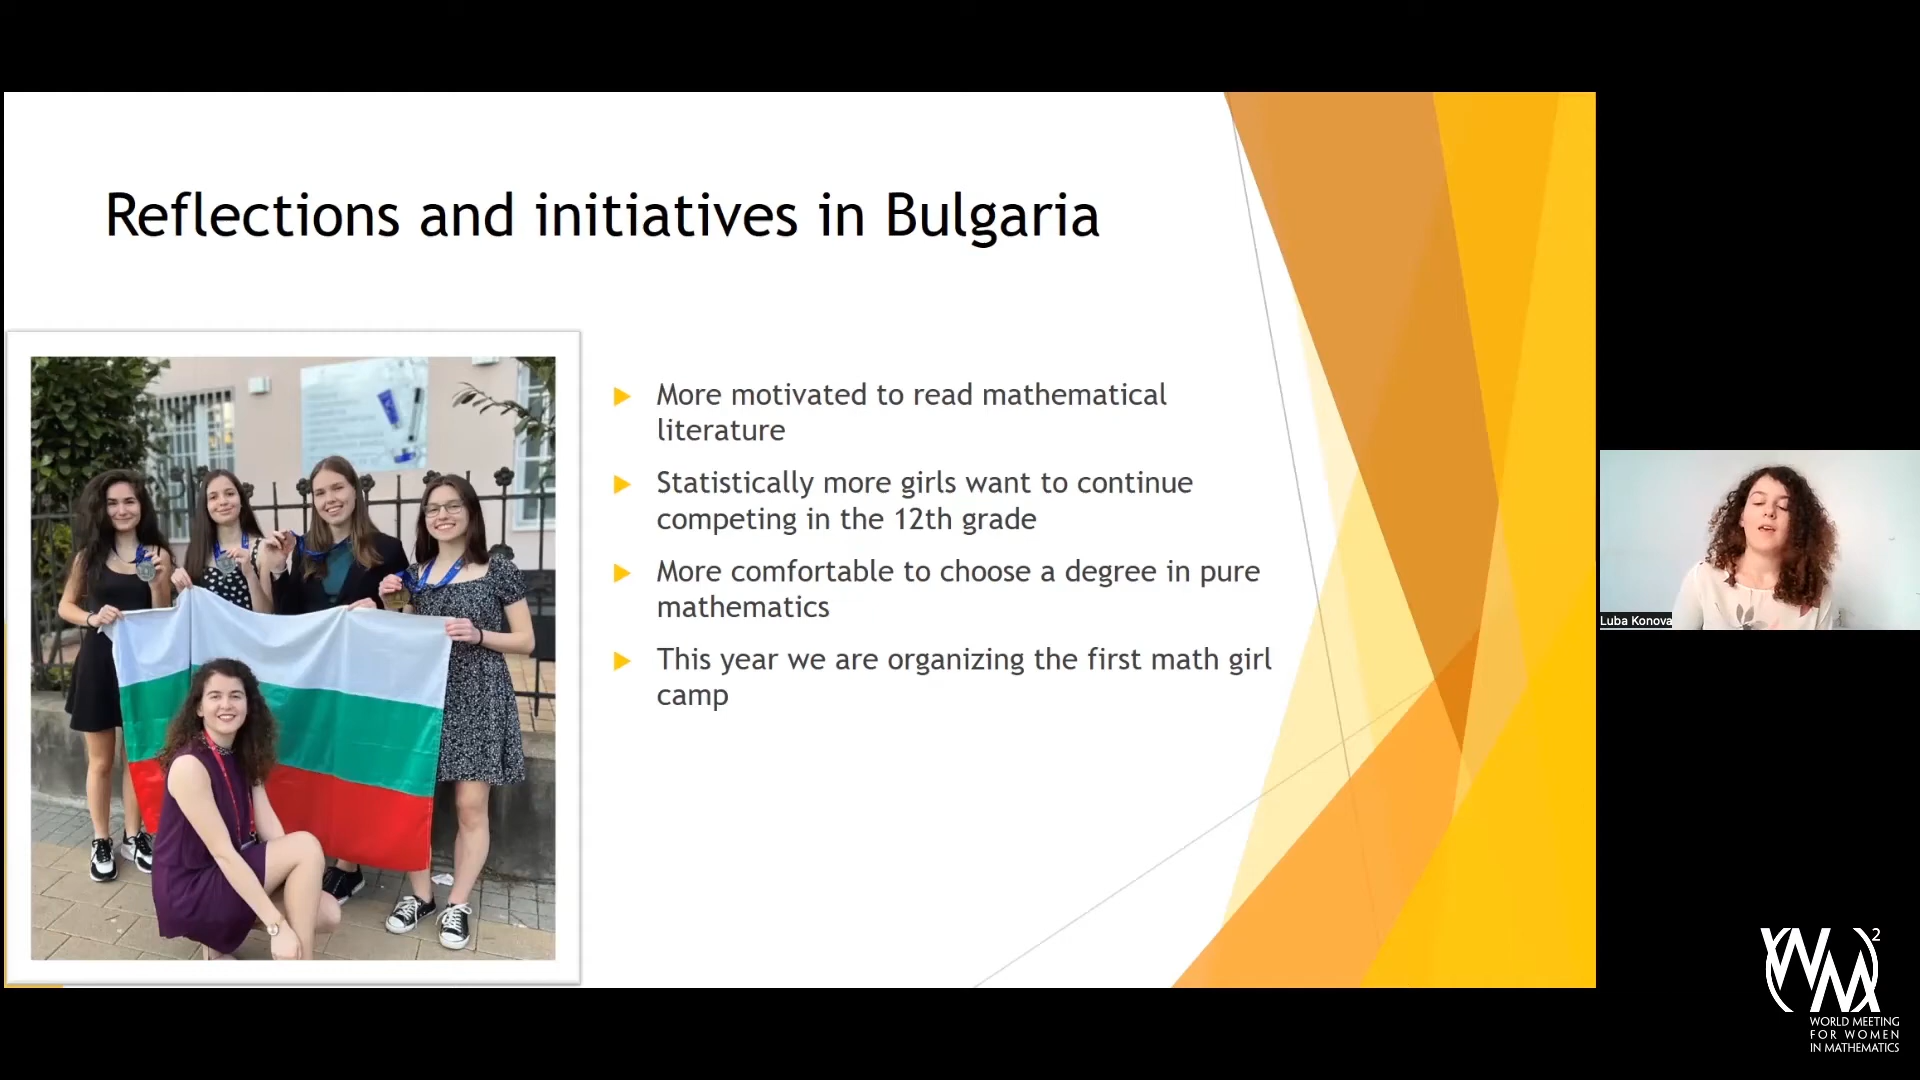 Reflections and initiatives in Bulgaria
More motivated to read mathematical
literature
Statistically more girls want to continue
competing in the 12th grade
More comfortable to choose a degree in pure
mathematics
This year we are organizing the first math girl
camp
Luba Konova
WM 2
WORLD MEETING
FOR WOMEN
IN MATHEMATICS